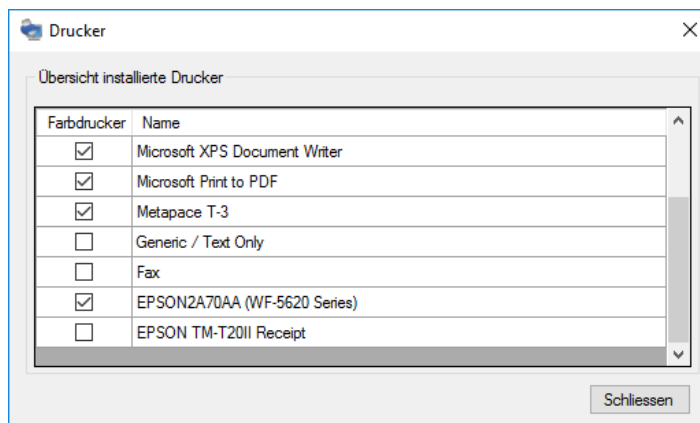 Drucker
Übersicht installierte Drucker
Farbdrucker Name
Microsoft XPS Document Writer
Microsoft Print to PDF
Metapace T-3
Generic / Text Only
Fax
EPSON2A70AA (WF-5620 Series)
EPSON TM-T20II Receipt
Schliessen